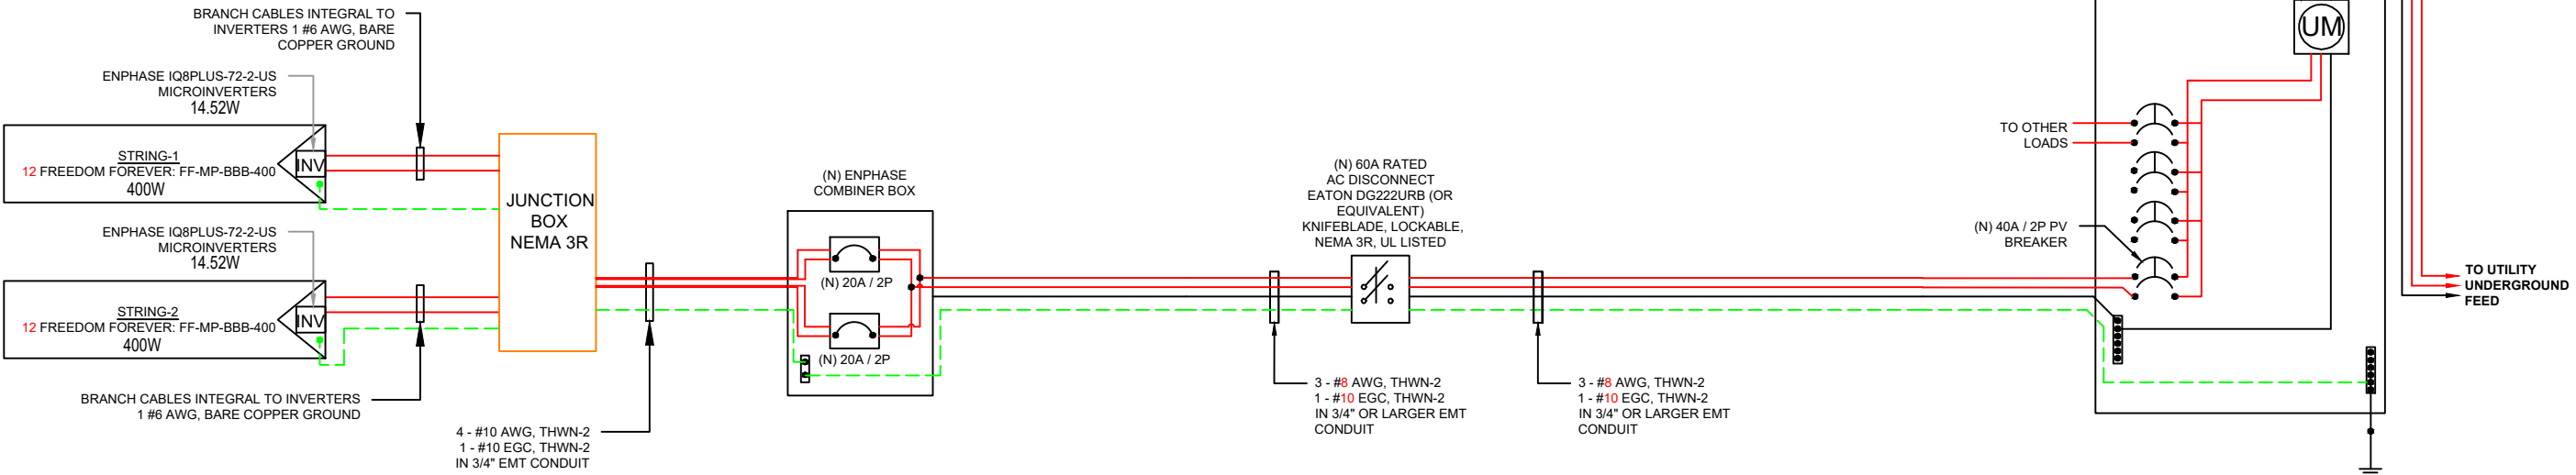 BRANCH CABLES INTEGRAL TO
INVERTERS 1 #6 AWG, BARE
COPPER GROUND
ENPHASE IQ8PLUS-72-2-US
MICROINVERTERS
14.52W
STRING-1
12 FREEDOM FOREVER: FF-MP-BBB-400
400W
INV
ENPHASE IQ8PLUS-72-2-US
MICROINVERTERS
14.52W
STRING-2
12 FREEDOM FOREVER: FF-MP-BBB-400
400W
INV
BRANCH CABLES INTEGRAL TO INVERTERS
1 #6 AWG, BARE COPPER GROUND
JUNCTION
BOX
NEMA 3R
4 - #10 AWG, THWN-2
1 - #10 EGC, THWN-2
IN 3/4" EMT CONDUIT
(N) ENPHASE
COMBINER BOX
(N) 20A / 2P
(N) 20A / 2P
(N) 60A RATED
AC DISCONNECT
EATON DG222URB (OR
EQUIVALENT)
KNIFEBLADE, LOCKABLE,
NEMA 3R, UL LISTED
3 - #8 AWG, THWN-2
1 - #10 EGC, THWN-2
IN 3/4" OR LARGER EMT
CONDUIT
3 - #8 AWG, THWN-2
1 - #10 EGC, THWN-2
IN 3/4" OR LARGER EMT
CONDUIT
UM
TO OTHER
LOADS
(N) 40A / 2P PV
BREAKER
TO UTILITY
UNDERGROUND
FEED